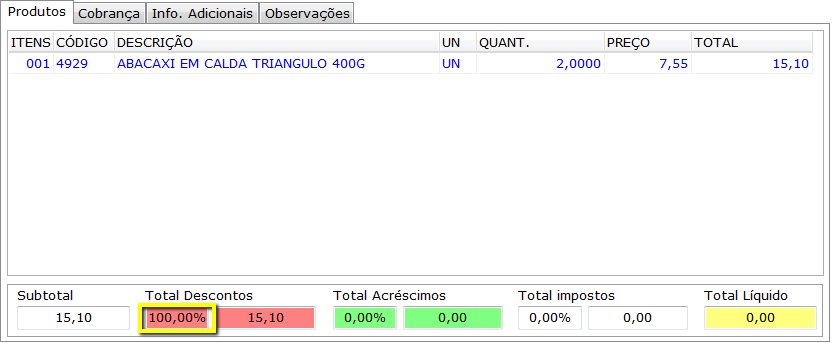 Produtos Cobrança Info. Adicionais Observações
ITENS CÓDIGO DESCRIÇÃO UN QUANT. PREÇO TOTAL
001 4929 ABACAXI EM CALDA TRIANGULO 400G UN 2,0000 7,55 15,10
Subtotal Total Descontos Total Acréscimos Total impostos Total Líquido
15,10 100,00% 15,10 0,00% 0,00 0,00% 0,00 0,00